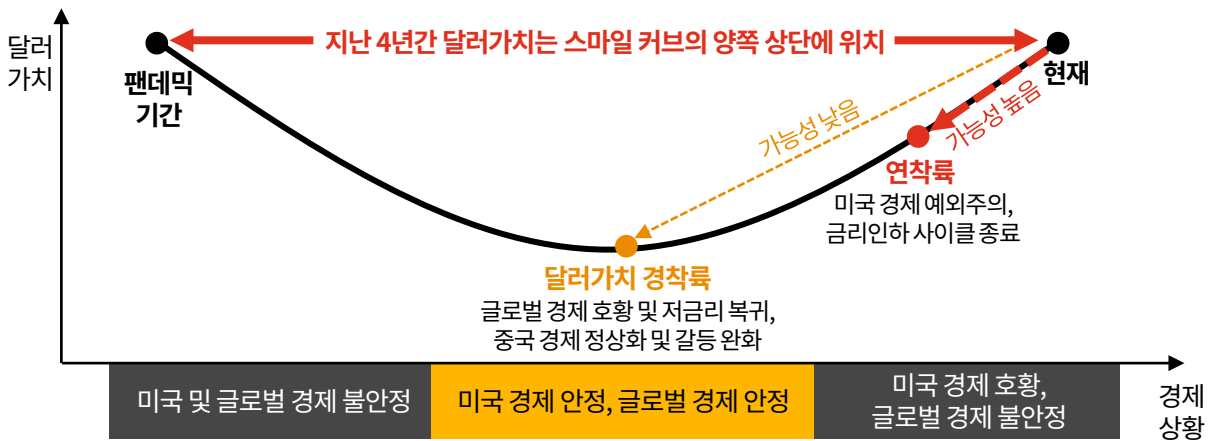 달러
가치
지난 4년간 달러가치는 스마일 커브의 양쪽 상단에 위치
팬데믹
기간
현재
가능성 낮음
가능성 높음
연착륙
미국 경제 예외주의,
금리인하 사이클 종료
달러가치 경착륙
글로벌 경제 호황 및 저금리 복귀,
중국 경제 정상화 및 갈등 완화
미국 및 글로벌 경제 불안정
미국 경제 안정, 글로벌 경제 안정
미국 경제 호황,
글로벌 경제 불안정
경제
상황